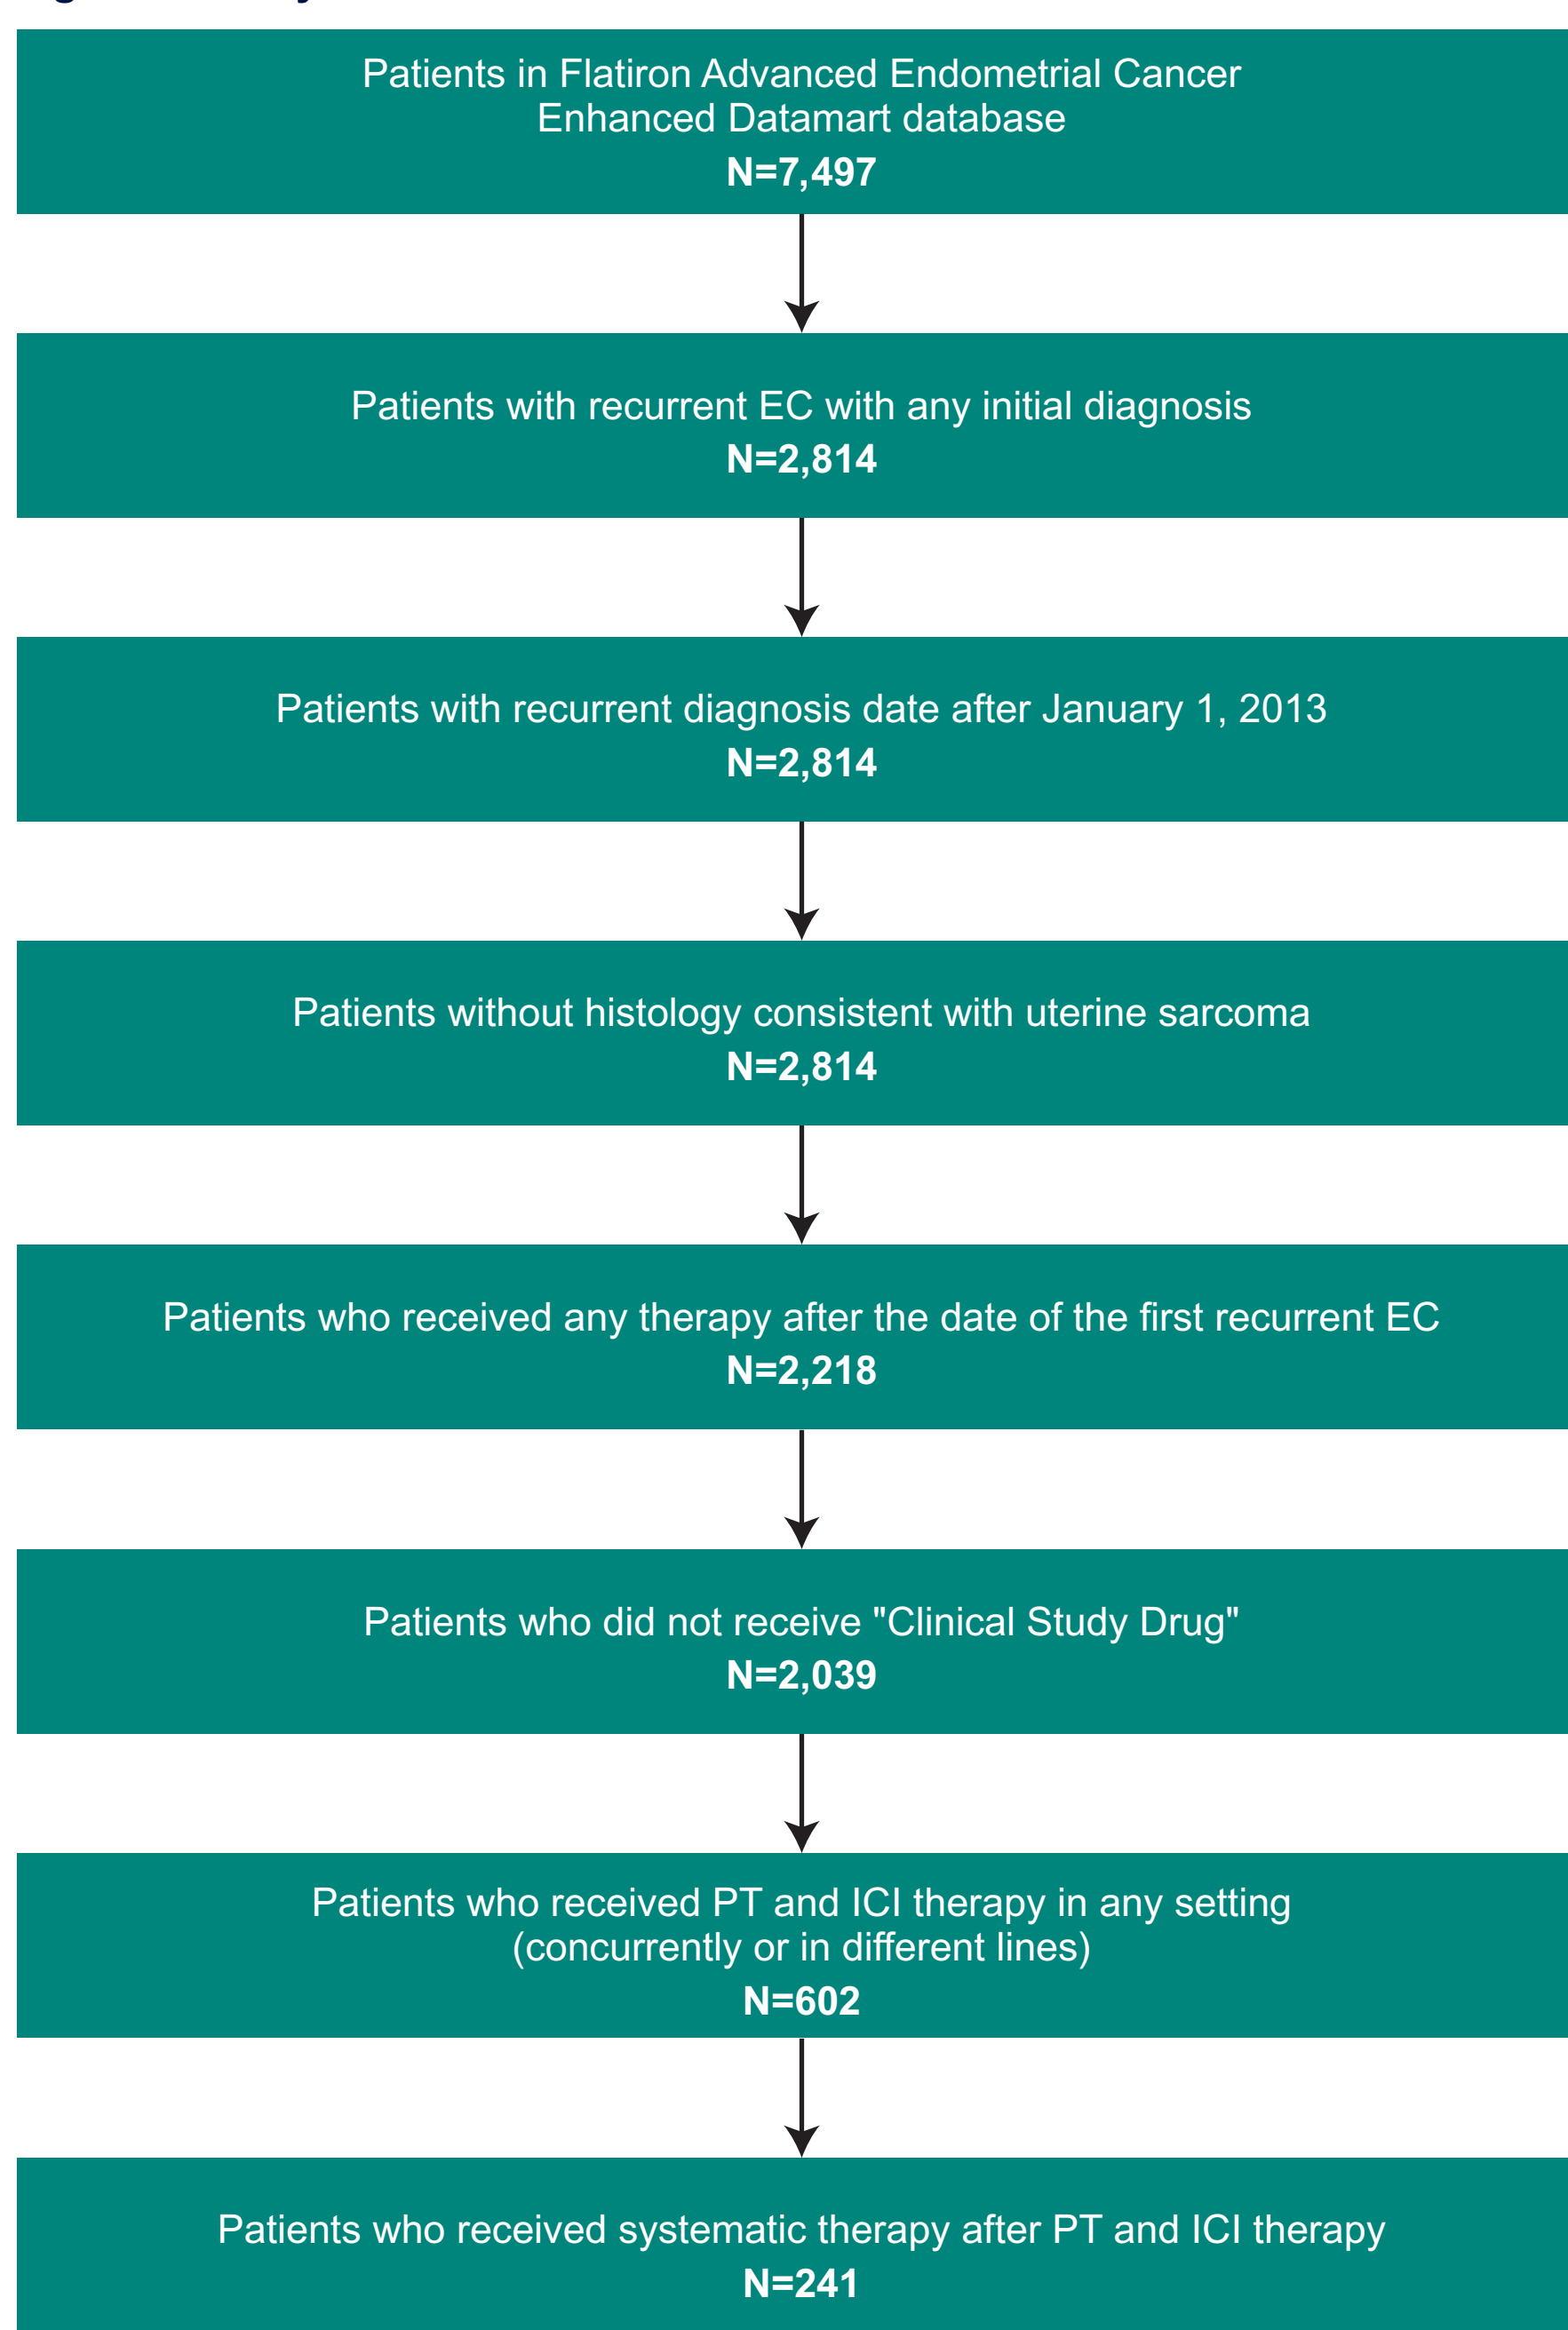 Patients in Flatiron Advanced Endometrial Cancer
Enhanced Datamart database
N=7,497
Patients with recurrent EC with any initial diagnosis
N=2,814
Patients with recurrent diagnosis date after January 1, 2013
N=2,814
Patients without histology consistent with uterine sarcoma
N=2,814
Patients who received any therapy after the date of the first recurrent EC
N=2,218
Patients who did not receive "Clinical Study Drug"
N=2,039
Patients who received PT and ICI therapy in any setting
(concurrently or in different lines)
N=602
Patients who received systematic therapy after PT and ICI therapy
N=241